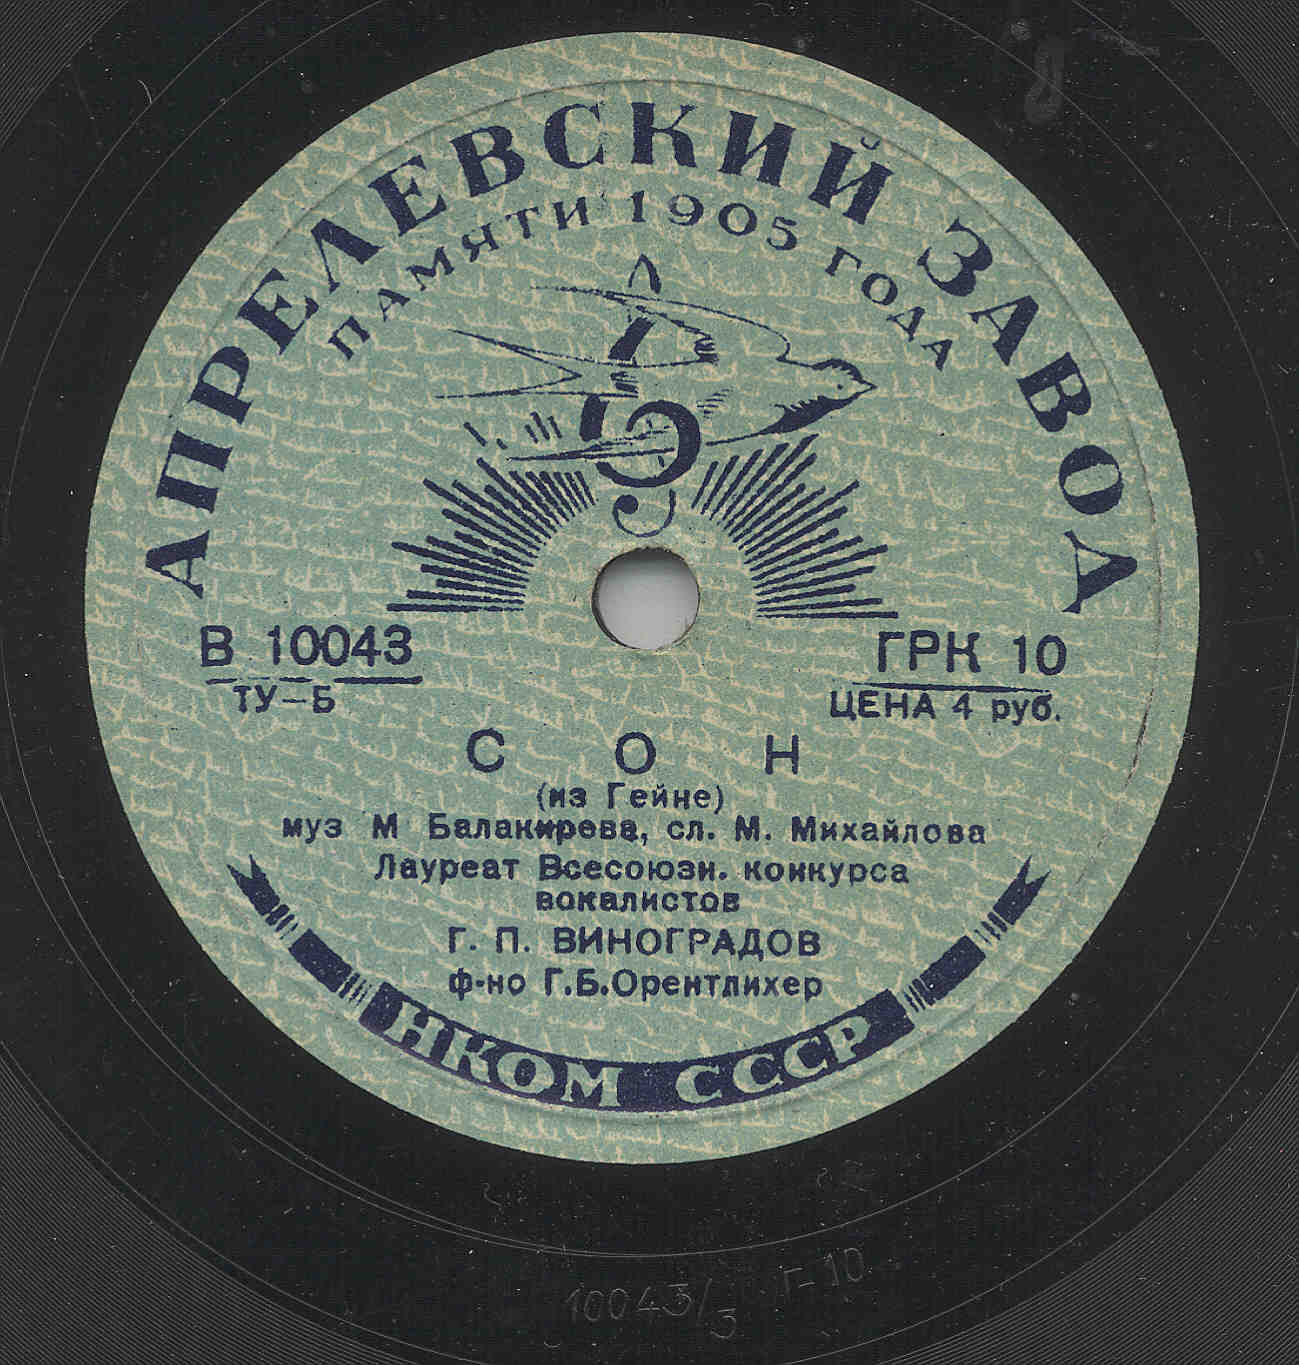 АПРЕЛЕВСКИЙ ЗАВОД
ПАМЯТИ 1905 ГОДА
В 10043
ТУ-Б
ГРК 10
ЦЕНА 4 руб.
СОН
(из Гейне)
муз М Балакирева, сл. М. Михайлова
Лауреат Всесоюзн. конкурса
вокалистов
Г. П. ВИНОГРАДОВ
ф-но Г.Б.Орентлихер
НКОМ СССР
10043/3 Г-10